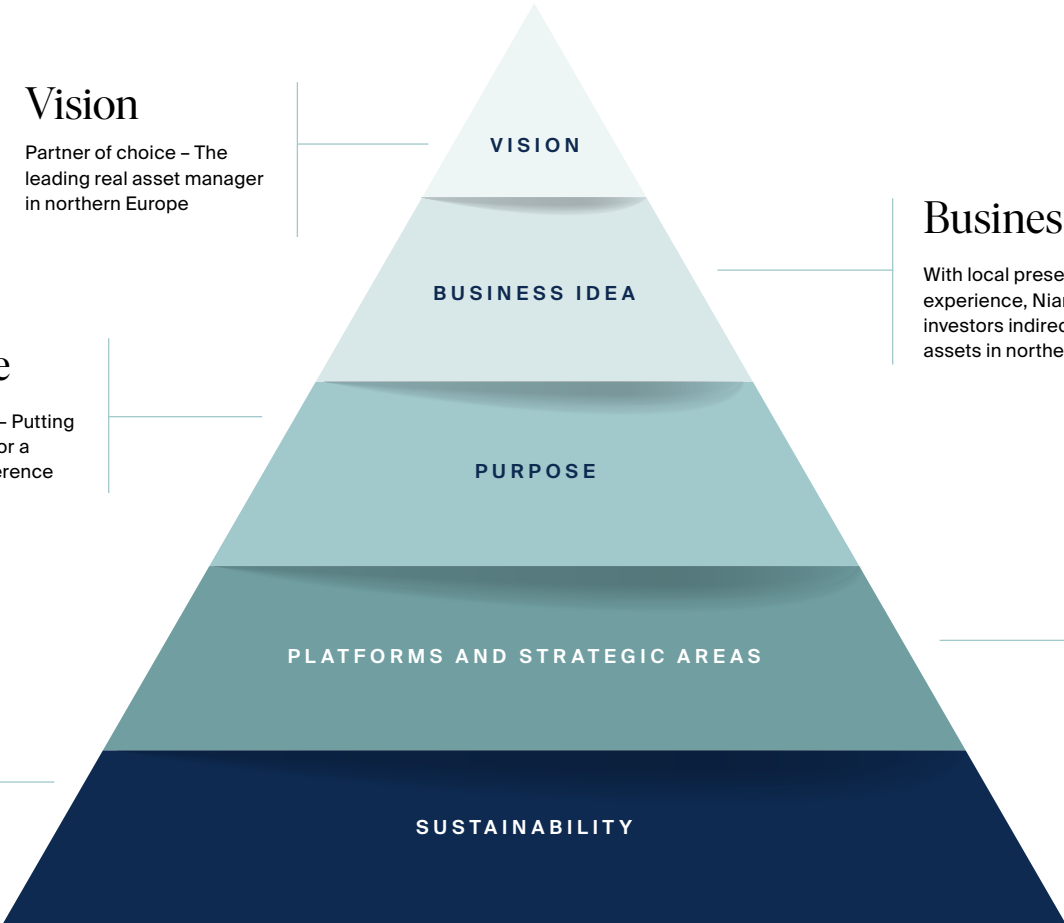 Vision
Partner of choice – The
leading real asset manager
in northern Europe
VISION
Busines
With local prese
experience, Nia
investors indirec
assets in northe
BUSINESS IDEA
e
– Putting
or a
erence
PURPOSE
PLATFORMS AND STRATEGIC AREAS
SUSTAINABILITY